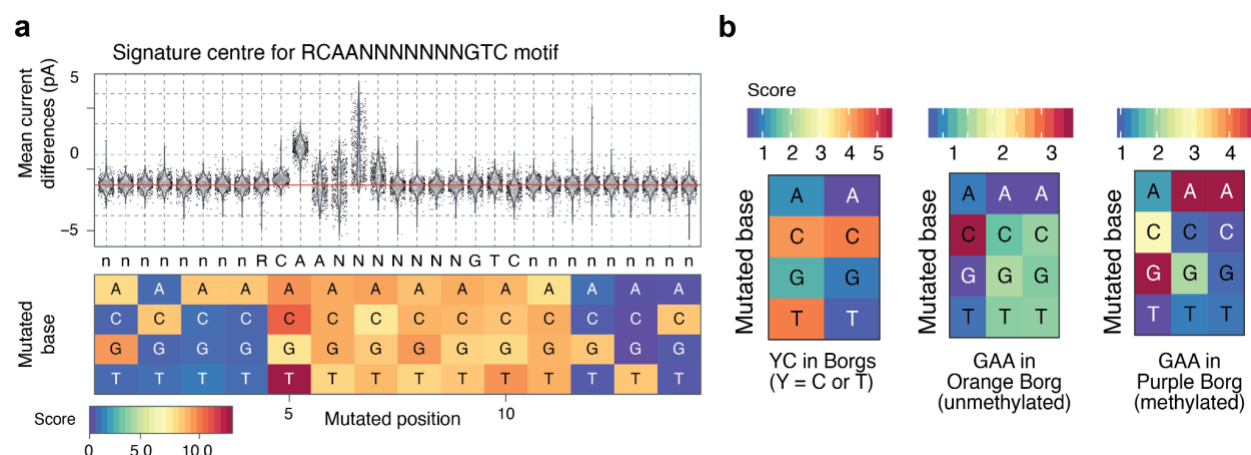 a
Signature centre for RCAANNNNNNNGTC motif
Mean current
differences (pA)
5
0
−5
n n n n n n n n R C A A N N N N N N N G T C n n n n n n n n n
Mutated
base
A A A A A A A A A A A A A A
C C C C C C C C C C C C C C
G G G G G G G G G G G G G G
T T T T T T T T T T T T T T
5 10
Mutated position
Score
0 5.0 10.0
b
Score
1 2 3 4 5
1 2 3
1 2 3 4
Mutated base
A A
C C
G G
T T
YC in Borgs
(Y = C or T)
Mutated base
A A A
C C C
G G G
T T T
GAA in
Orange Borg
(unmethylated)
Mutated base
A A A
C C C
G G G
T T T
GAA in
Purple Borg
(methylated)